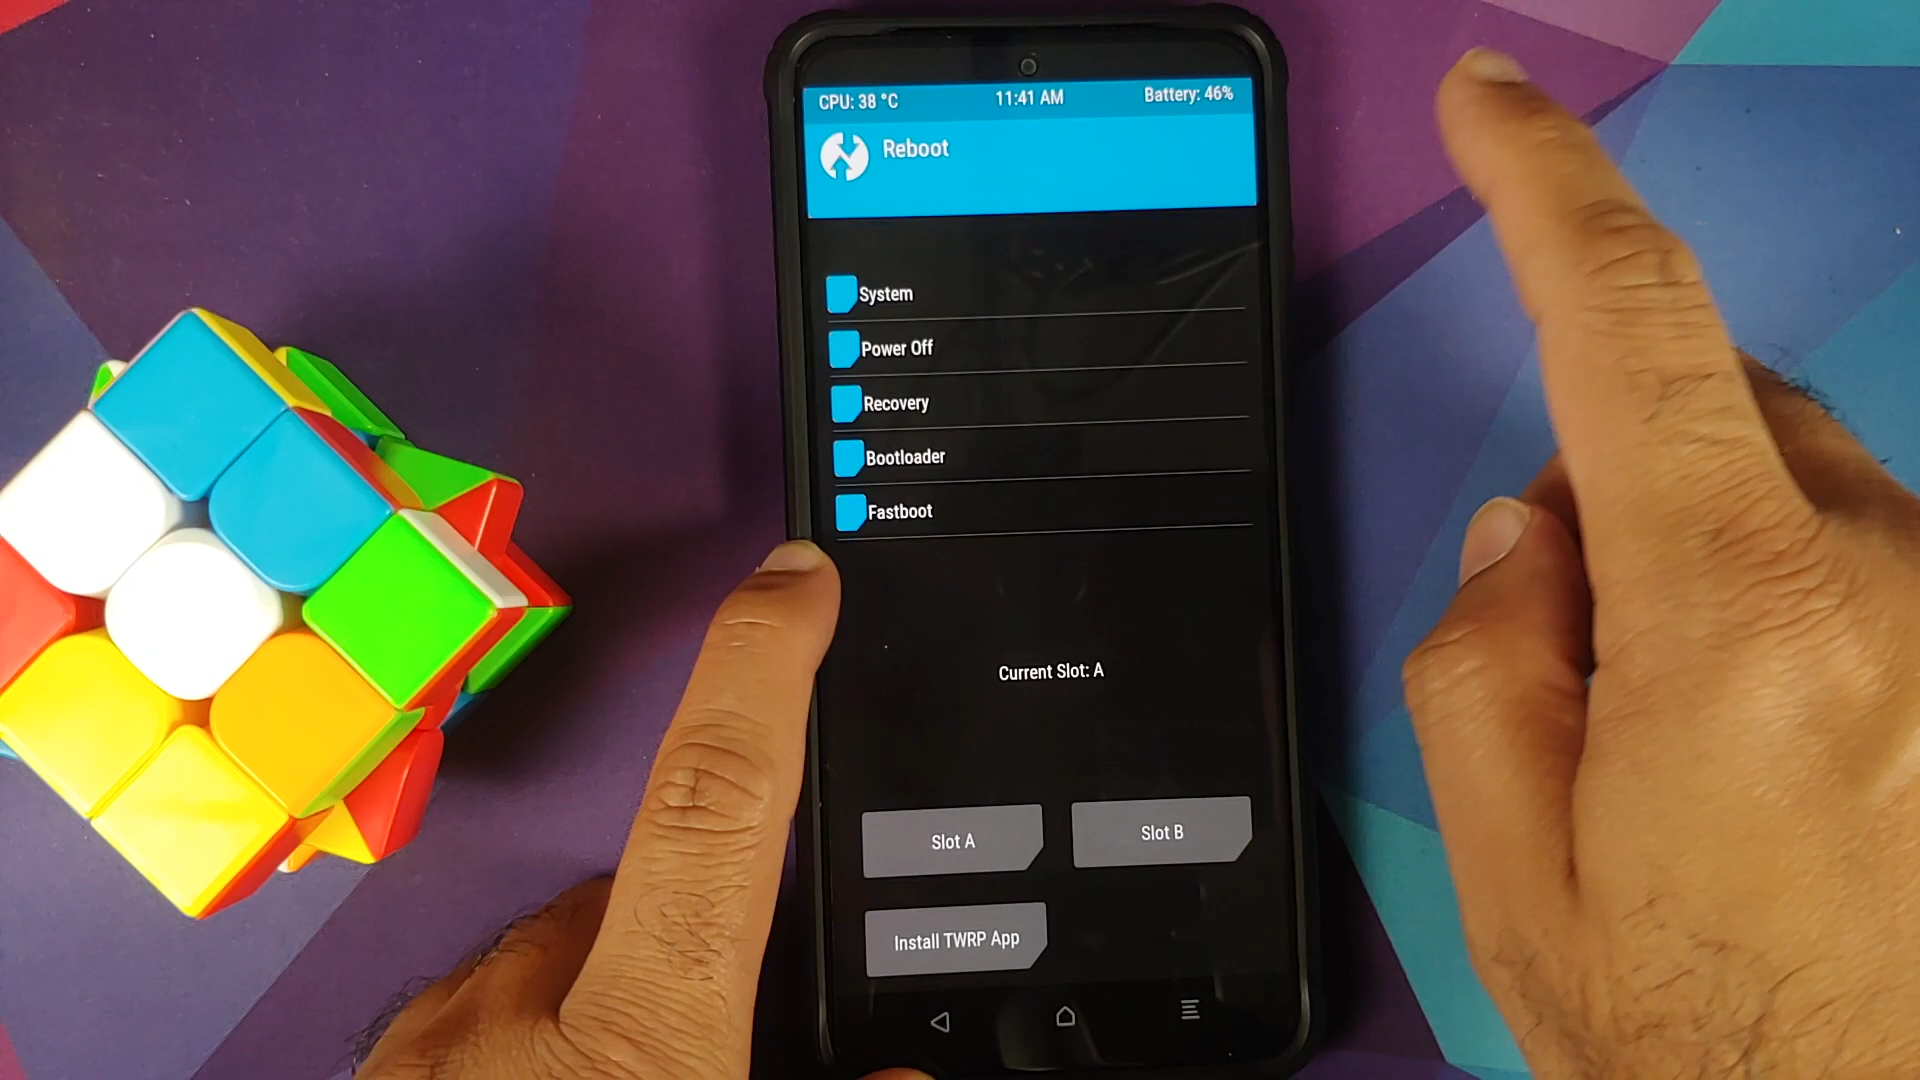 CPU: 38 °C 11:41 AM Battery: 46%
Reboot
System
Power Off
Recovery
Bootloader
Fastboot
Current Slot: A
Slot A Slot B
Install TWRP App